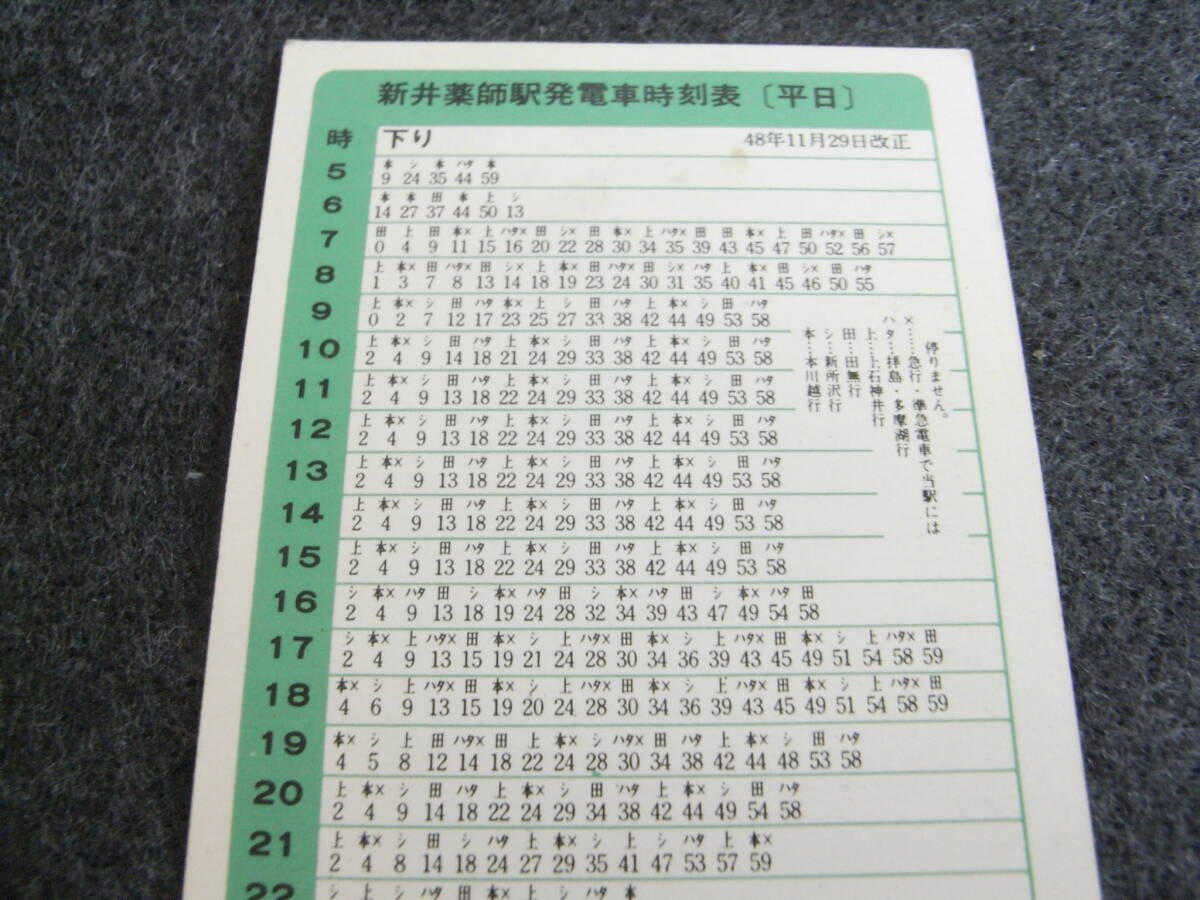 新井薬師駅発電車時刻表〔平日〕
時 下り 48年11月29日改正
本 シ 本 ハタ 本
5 9 24 35 44 59
本 本 田 本 上 シ
6 14 27 37 44 50 13
田 上 田 本× 上 ハタ× 田 シ× 田 本× 上 ハタ× 田 田 本× 上 田 ハタ× 田 シ×
7 0 4 9 11 15 16 20 22 28 30 34 35 39 43 45 47 50 52 56 57
上 本× 田 ハタ× 田 シ× 上 本× 田 ハタ× 田 シ× ハタ 上 本× 田 シ× 田 ハタ
8 1 3 7 8 13 14 18 19 23 24 30 31 35 40 41 45 46 50 55
上 本× シ 田 ハタ 本× 上 シ 田 ハタ 上 本× シ 田 ハタ
9 0 2 7 12 17 23 25 27 33 38 42 44 49 53 58
上 本× シ 田 ハタ 上 本× シ 田 ハタ 上 本× シ 田 ハタ
10 2 4 9 14 18 21 24 29 33 38 42 44 49 53 58
上 本× シ 田 ハタ 上 本× シ 田 ハタ 上 本× シ 田 ハタ
11 2 4 9 13 18 22 24 29 33 38 42 44 49 53 58
上 本× シ 田 ハタ 上 本× シ 田 ハタ 上 本× シ 田 ハタ
12 2 4 9 13 18 22 24 29 33 38 42 44 49 53 58
上 本× シ 田 ハタ 上 本× シ 田 ハタ 上 本× シ 田 ハタ
13 2 4 9 13 18 22 24 29 33 38 42 44 49 53 58
上 本× シ 田 ハタ 上 本× シ 田 ハタ 上 本× シ 田 ハタ
14 2 4 9 13 18 22 24 29 33 38 42 44 49 53 58
上 本× シ 田 ハタ 上 本× シ 田 ハタ 上 本× シ 田 ハタ
15 2 4 9 13 18 22 24 29 33 38 42 44 49 53 58
シ 本× ハタ 田 シ 本× ハタ 田 シ 本× ハタ 田 シ 本× ハタ 田
16 2 4 9 13 18 19 24 28 32 34 39 43 47 49 54 58
シ 本× 上 ハタ× 田 本× シ 上 ハタ× 田 本× シ 上 ハタ× 田 本× シ 上 ハタ× 田
17 2 4 9 13 15 19 21 24 28 30 34 36 39 43 45 49 51 54 58 59
本× シ 上 ハタ× 田 本× シ 上 ハタ× 田 本× シ 上 ハタ× 田 本× シ 上 ハタ× 田
18 4 6 9 13 15 19 20 24 28 30 34 36 39 43 45 49 51 54 58 59
本× シ 上 田 ハタ× 田 上 本× シ ハタ× 田 ハタ 上 本× シ 田 ハタ
19 4 5 8 12 14 18 22 24 28 30 34 38 42 44 48 53 58
上 本× シ 田 ハタ 上 本× シ 田 ハタ 上 本× シ 田 ハタ
20 2 4 9 14 18 22 24 29 34 38 42 44 49 54 58
上 本× シ 田 シ ハタ 上 本× シ 上 シ ハタ 上 本×
21 2 4 8 14 18 24 27 29 35 41 47 53 57 59
シ 上 シ ハタ 田 本× 上 シ ハタ 本
22
×……急行・準急電車で当駅には
停りません。
ハタ…拝島・多摩湖行
上…上石神井行
田…田無行
シ…新所沢行
本…本川越行